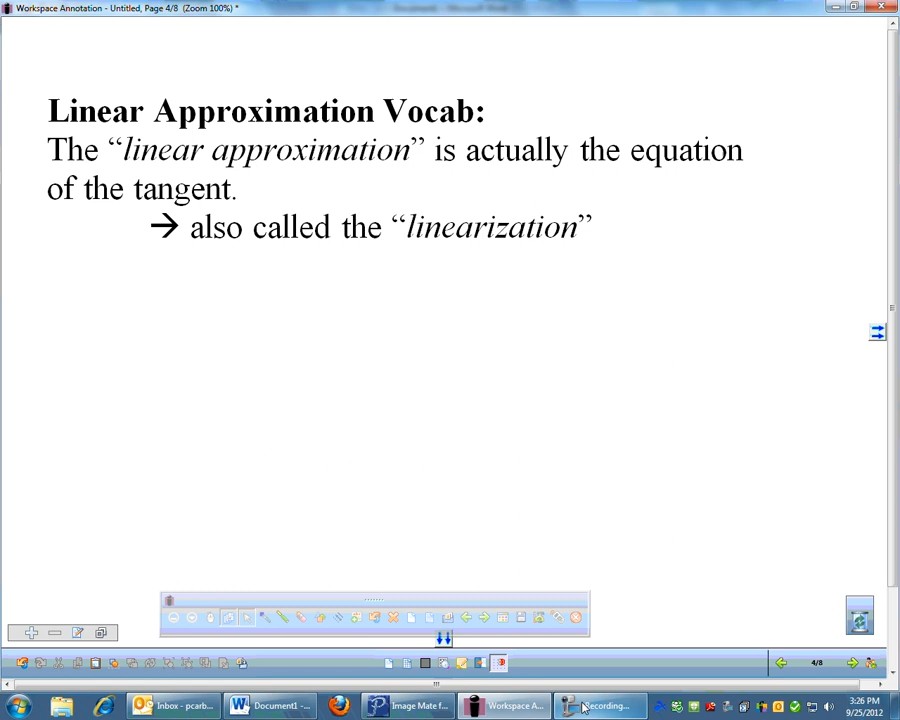 Workspace Annotation - Untitled, Page 4/8 (Zoom 100%) *
Linear Approximation Vocab:
The “linear approximation” is actually the equation
of the tangent.
→ also called the “linearization”
4/8
Inbox - pcarb...
Document1 -...
Image Mate f...
Workspace A...
Recording...
3:26 PM
9/25/2012